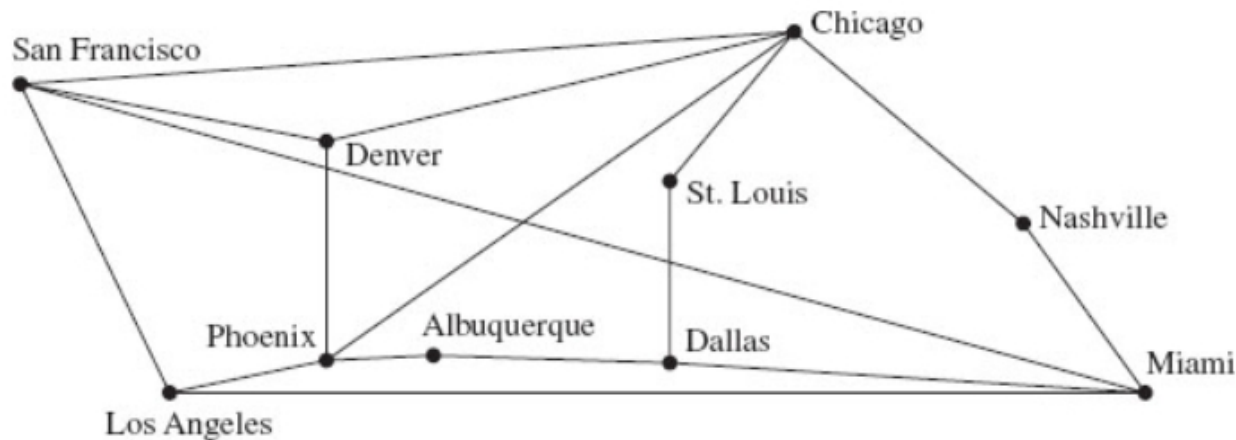 Chicago
San Francisco
Denver
St. Louis
Nashville
Phoenix
Albuquerque
Dallas
Miami
Los Angeles